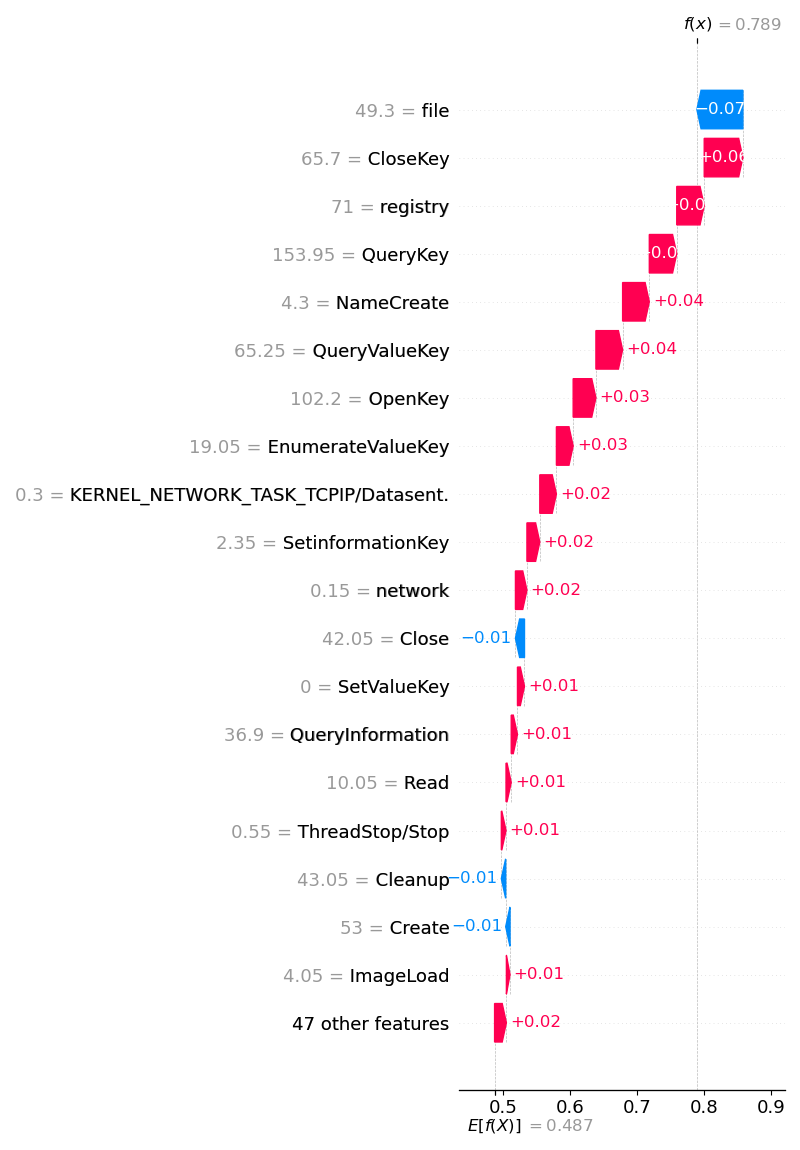 f(x) = 0.789
49.3 = file −0.07
65.7 = CloseKey +0.06
71 = registry
153.95 = QueryKey
4.3 = NameCreate +0.04
65.25 = QueryValueKey +0.04
102.2 = OpenKey +0.03
19.05 = EnumerateValueKey +0.03
0.3 = KERNEL_NETWORK_TASK_TCPIP/Datasent. +0.02
2.35 = SetinformationKey +0.02
0.15 = network +0.02
42.05 = Close −0.01
0 = SetValueKey +0.01
36.9 = QueryInformation +0.01
10.05 = Read +0.01
0.55 = ThreadStop/Stop +0.01
43.05 = Cleanup −0.01
53 = Create −0.01
4.05 = ImageLoad +0.01
47 other features +0.02
0.5 0.6 0.7 0.8 0.9
E[f(X)] = 0.487